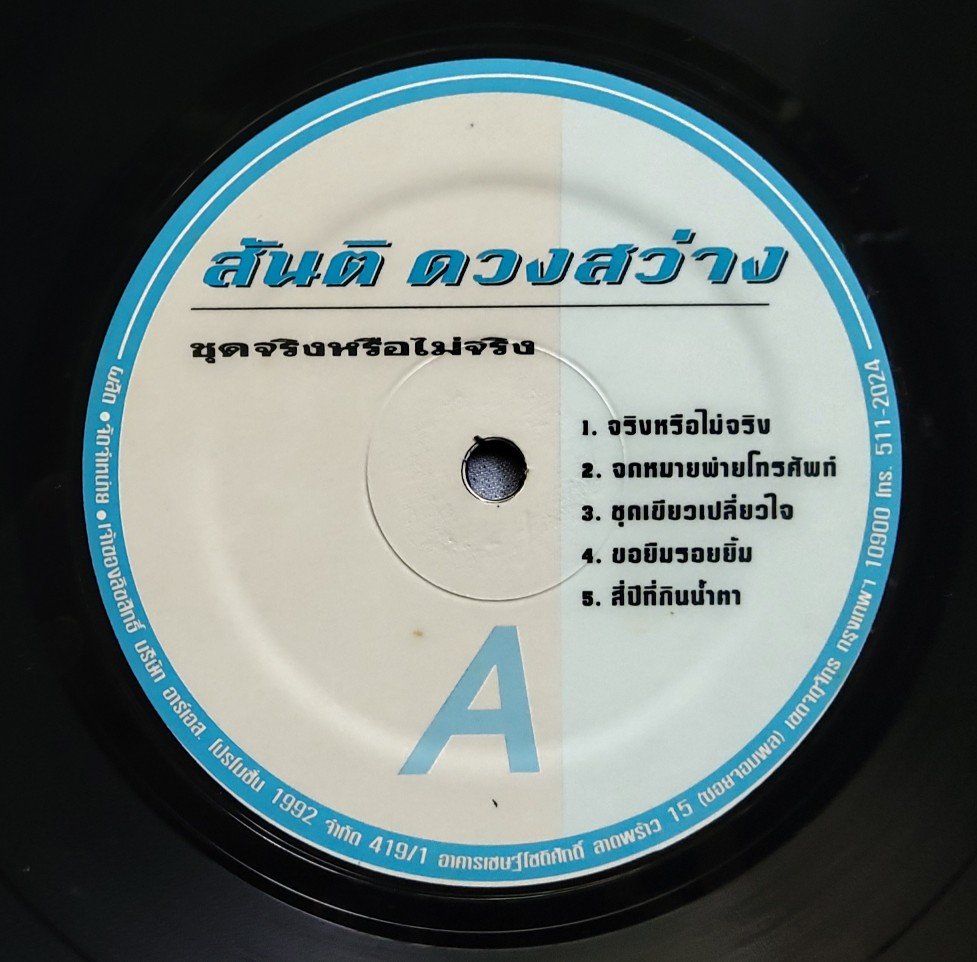 สันติ ดวงสว่าง
ชุดจริงหรือไม่จริง
1. จริงหรือไม่จริง
2. จดหมายพ่ายโทรศัพท์
3. ชุดเขียวเปลี่ยวใจ
4. ขอยืมรอยยิ้ม
5. สี่ปีที่กินน้ำตา
A
ผลิต • จัดจำหน่าย • เจ้าของลิขสิทธิ์ บริษัท อาร์เอส. โปรโมชั่น 1992 จำกัด 419/1 อาคารเชษฐโชติศักดิ์ ลาดพร้าว 15 (ซอยจอมพล) เขตจตุจักร กรุงเทพฯ 10900 โทร. 511-2024